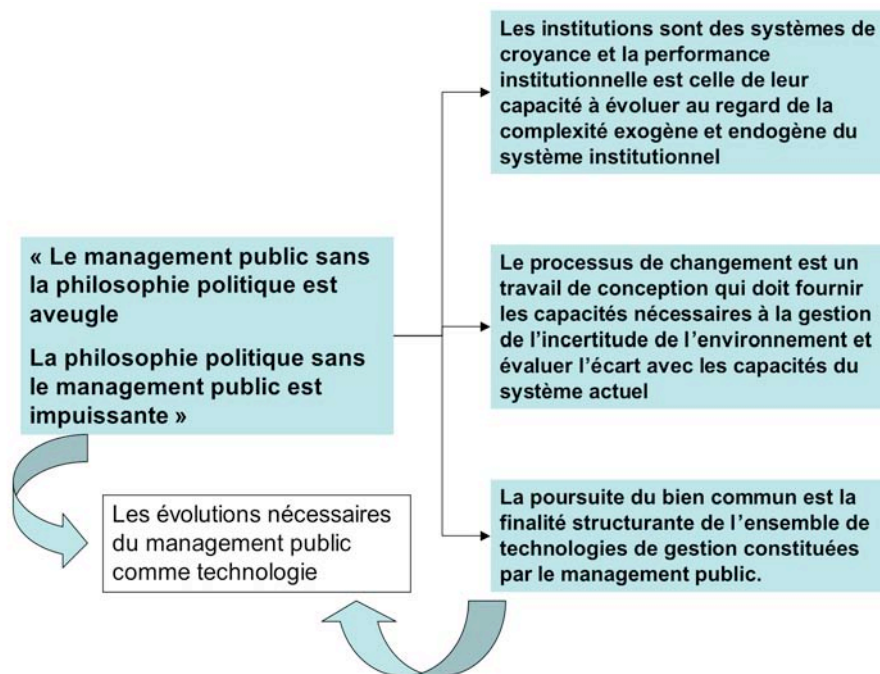 « Le management public sans
la philosophie politique est
aveugle
La philosophie politique sans
le management public est
impuissante »
Les évolutions nécessaires
du management public
comme technologie
Les institutions sont des systèmes de
croyance et la performance
institutionnelle est celle de leur
capacité à évoluer au regard de la
complexité exogène et endogène du
système institutionnel
Le processus de changement est un
travail de conception qui doit fournir
les capacités nécessaires à la gestion
de l’incertitude de l’environnement et
évaluer l’écart avec les capacités du
système actuel
La poursuite du bien commun est la
finalité structurante de l’ensemble de
technologies de gestion constituées
par le management public.